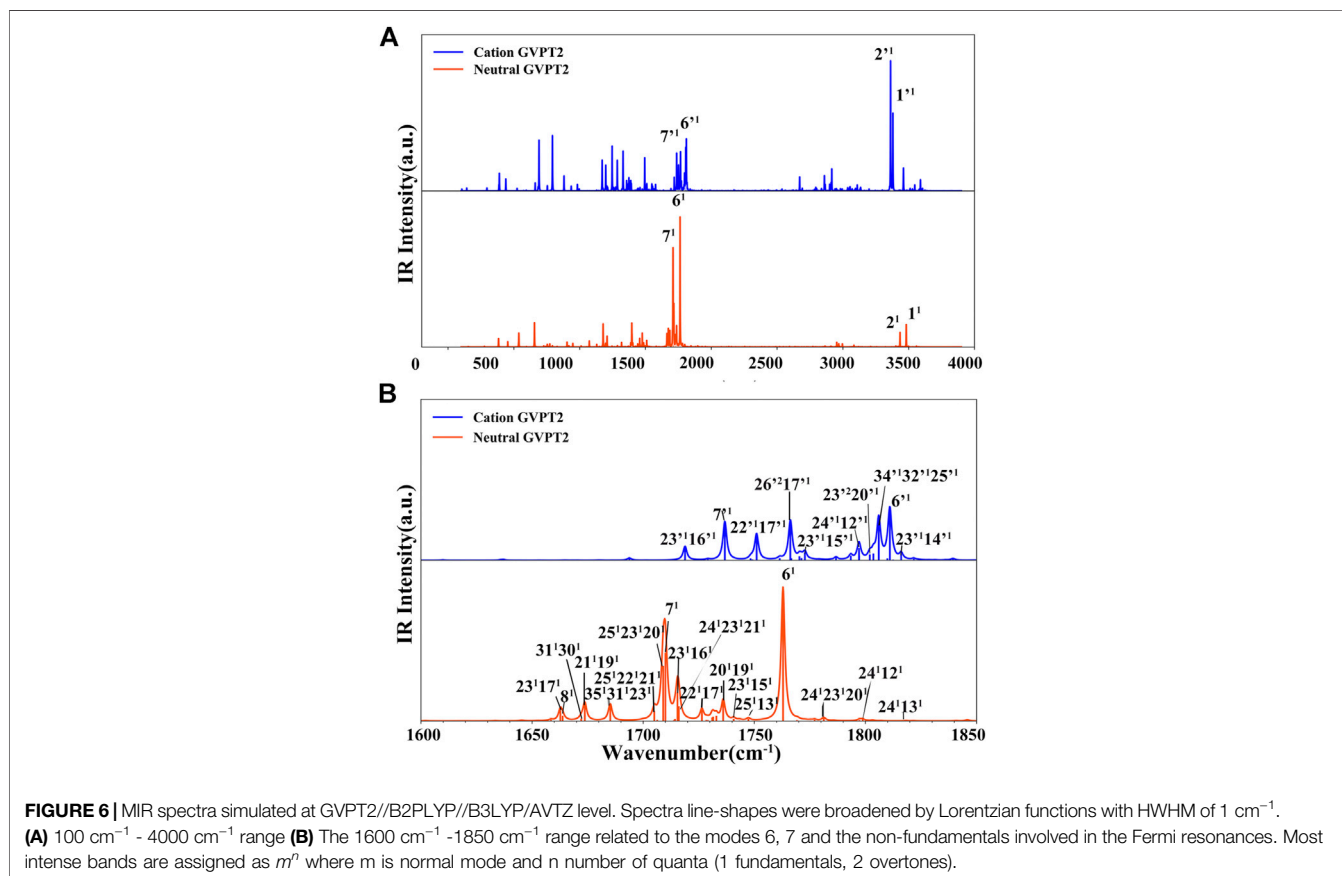 A
Cation GVPT2
Neutral GVPT2
2’¹
1’¹
6’¹
7’¹
6¹
7¹
2¹
1¹
IR Intensity(a.u.)
0 500 1000 1500 2000 2500 3000 3500 4000
B
Cation GVPT2
Neutral GVPT2
34’¹32’¹25’¹
26’²17’¹
23’²20’¹
6’¹
7’¹
24’¹12’¹
22’¹17’¹
23’¹16’¹
23’¹15’¹
23’¹14’¹
6¹
7¹
25¹23¹20¹
24¹23¹21¹
31¹30¹
21¹19¹
23¹16¹
25¹22¹21¹
20¹19¹
24¹12¹
23¹17¹
8¹
35¹31¹23¹
22¹17¹
23¹15¹
25¹13¹
24¹23¹20¹
24¹13¹
IR Intensity(a.u.)
1600 1650 1700 1750 1800 1850
Wavenumber(cm⁻¹)
FIGURE 6 | MIR spectra simulated at GVPT2//B2PLYP//B3LYP/AVTZ level. Spectra line-shapes were broadened by Lorentzian functions with HWHM of 1 cm⁻¹.
(A) 100 cm⁻¹ - 4000 cm⁻¹ range (B) The 1600 cm⁻¹ -1850 cm⁻¹ range related to the modes 6, 7 and the non-fundamentals involved in the Fermi resonances. Most
intense bands are assigned as mⁿ where m is normal mode and n number of quanta (1 fundamentals, 2 overtones).